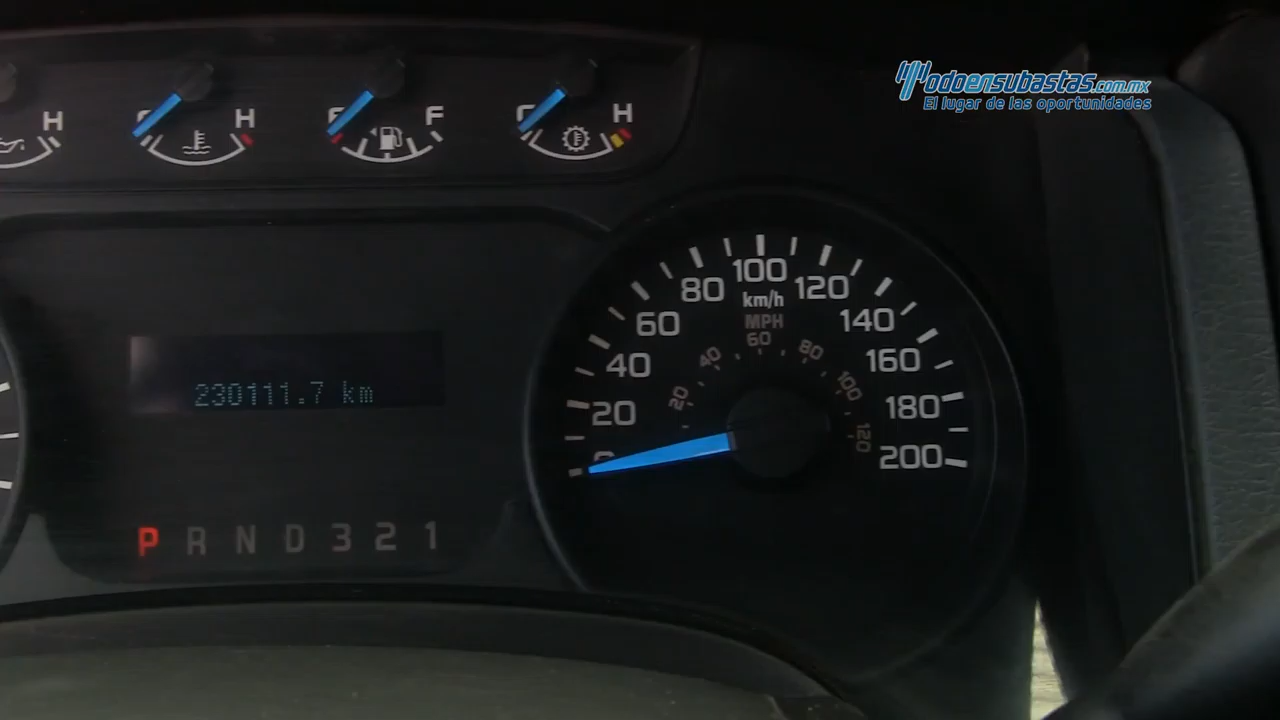 Todoensubastas.com.mx
El lugar de las oportunidades
H H F H
100
80 120
km/h
60 MPH 140
60
40 80
40 160
20 100
20 180
120
200
230111.7 km
P R N D 3 2 1